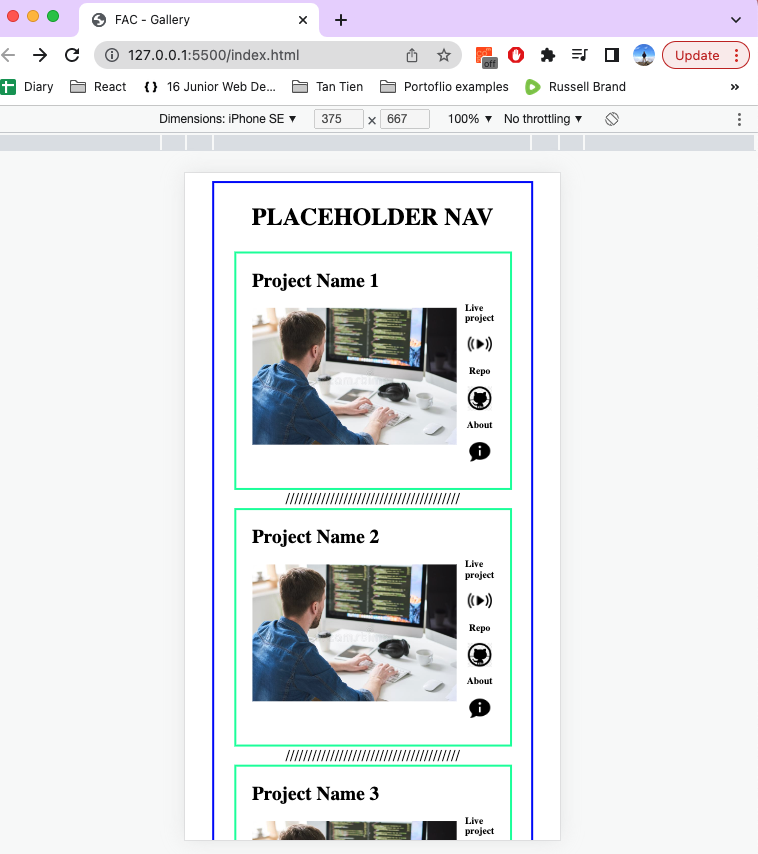 FAC - Gallery
127.0.0.1:5500/index.html
off
Update
Diary
React
16 Junior Web De...
Tan Tien
Portoflio examples
Russell Brand
»
Dimensions: iPhone SE ▼
375 × 667
100% ▼
No throttling ▼
PLACEHOLDER NAV
Project Name 1
Live
project
Repo
About
///////////////////////////////////////
Project Name 2
Live
project
Repo
About
///////////////////////////////////////
Project Name 3
Live
project